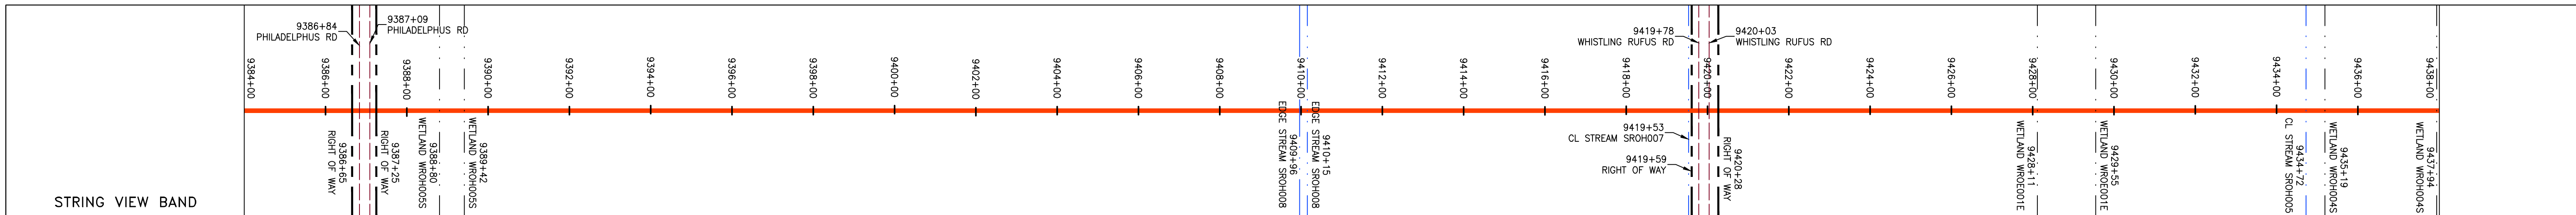 9386+84
PHILADELPHUS RD
9387+09
PHILADELPHUS RD
9419+78
WHISTLING RUFUS RD
9420+03
WHISTLING RUFUS RD
9384+00
9386+00
9388+00
9390+00
9392+00
9394+00
9396+00
9398+00
9400+00
9402+00
9404+00
9406+00
9408+00
9410+00
9412+00
9414+00
9416+00
9418+00
9420+00
9422+00
9424+00
9426+00
9428+00
9430+00
9432+00
9434+00
9436+00
9438+00
9386+65
RIGHT OF WAY
9387+25
RIGHT OF WAY
9388+80
WETLAND WROH005S
9389+42
WETLAND WROH005S
9409+96
EDGE STREAM SROH008
9410+15
EDGE STREAM SROH008
9419+53
CL STREAM SROH007
9419+59
RIGHT OF WAY
9420+28
RIGHT OF WAY
9428+11
WETLAND WROE001E
9429+55
WETLAND WROE001E
9434+72
CL STREAM SROH005
9435+19
WETLAND WROH004S
9437+94
WETLAND WROH004S
STRING VIEW BAND